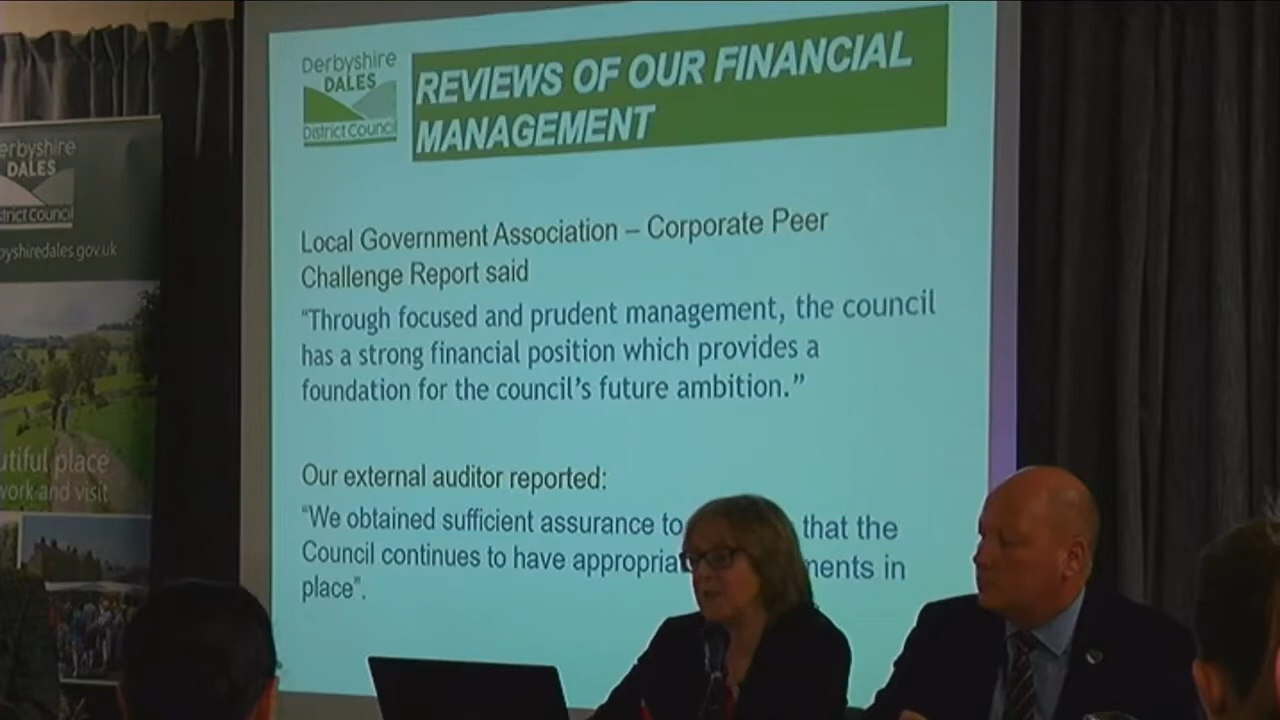 Derbyshire
DALES
District Council
REVIEWS OF OUR FINANCIAL
MANAGEMENT
Local Government Association – Corporate Peer
Challenge Report said
“Through focused and prudent management, the council
has a strong financial position which provides a
foundation for the council’s future ambition.”
Our external auditor reported:
“We obtained sufficient assurance to that the
Council continues to have appropria ments in
place”.
erbyshire
DALES
strict Council
byshiredales.gov.uk
utiful place
work and visit